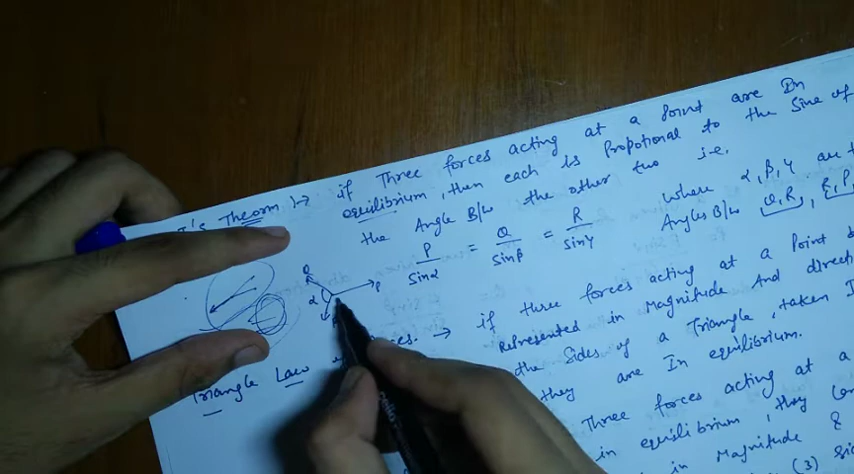 's Theorm ↦ if Three forces acting at a point are In
equilibrium, then each is Propotional to the Sine of
the Angle B/w the other two i.e.
P/sinα = Q/sinβ = R/sinγ where α, β, γ are
Angles B/w Q,R,
Q
P
α
Triangle Law → if three forces acting at a Point
Represented in Magnitude And
the Sides of a Triangle, taken
they are In equilibrium.
Three forces acting at a
in equilibrium, they
in Magnitude &
(3)